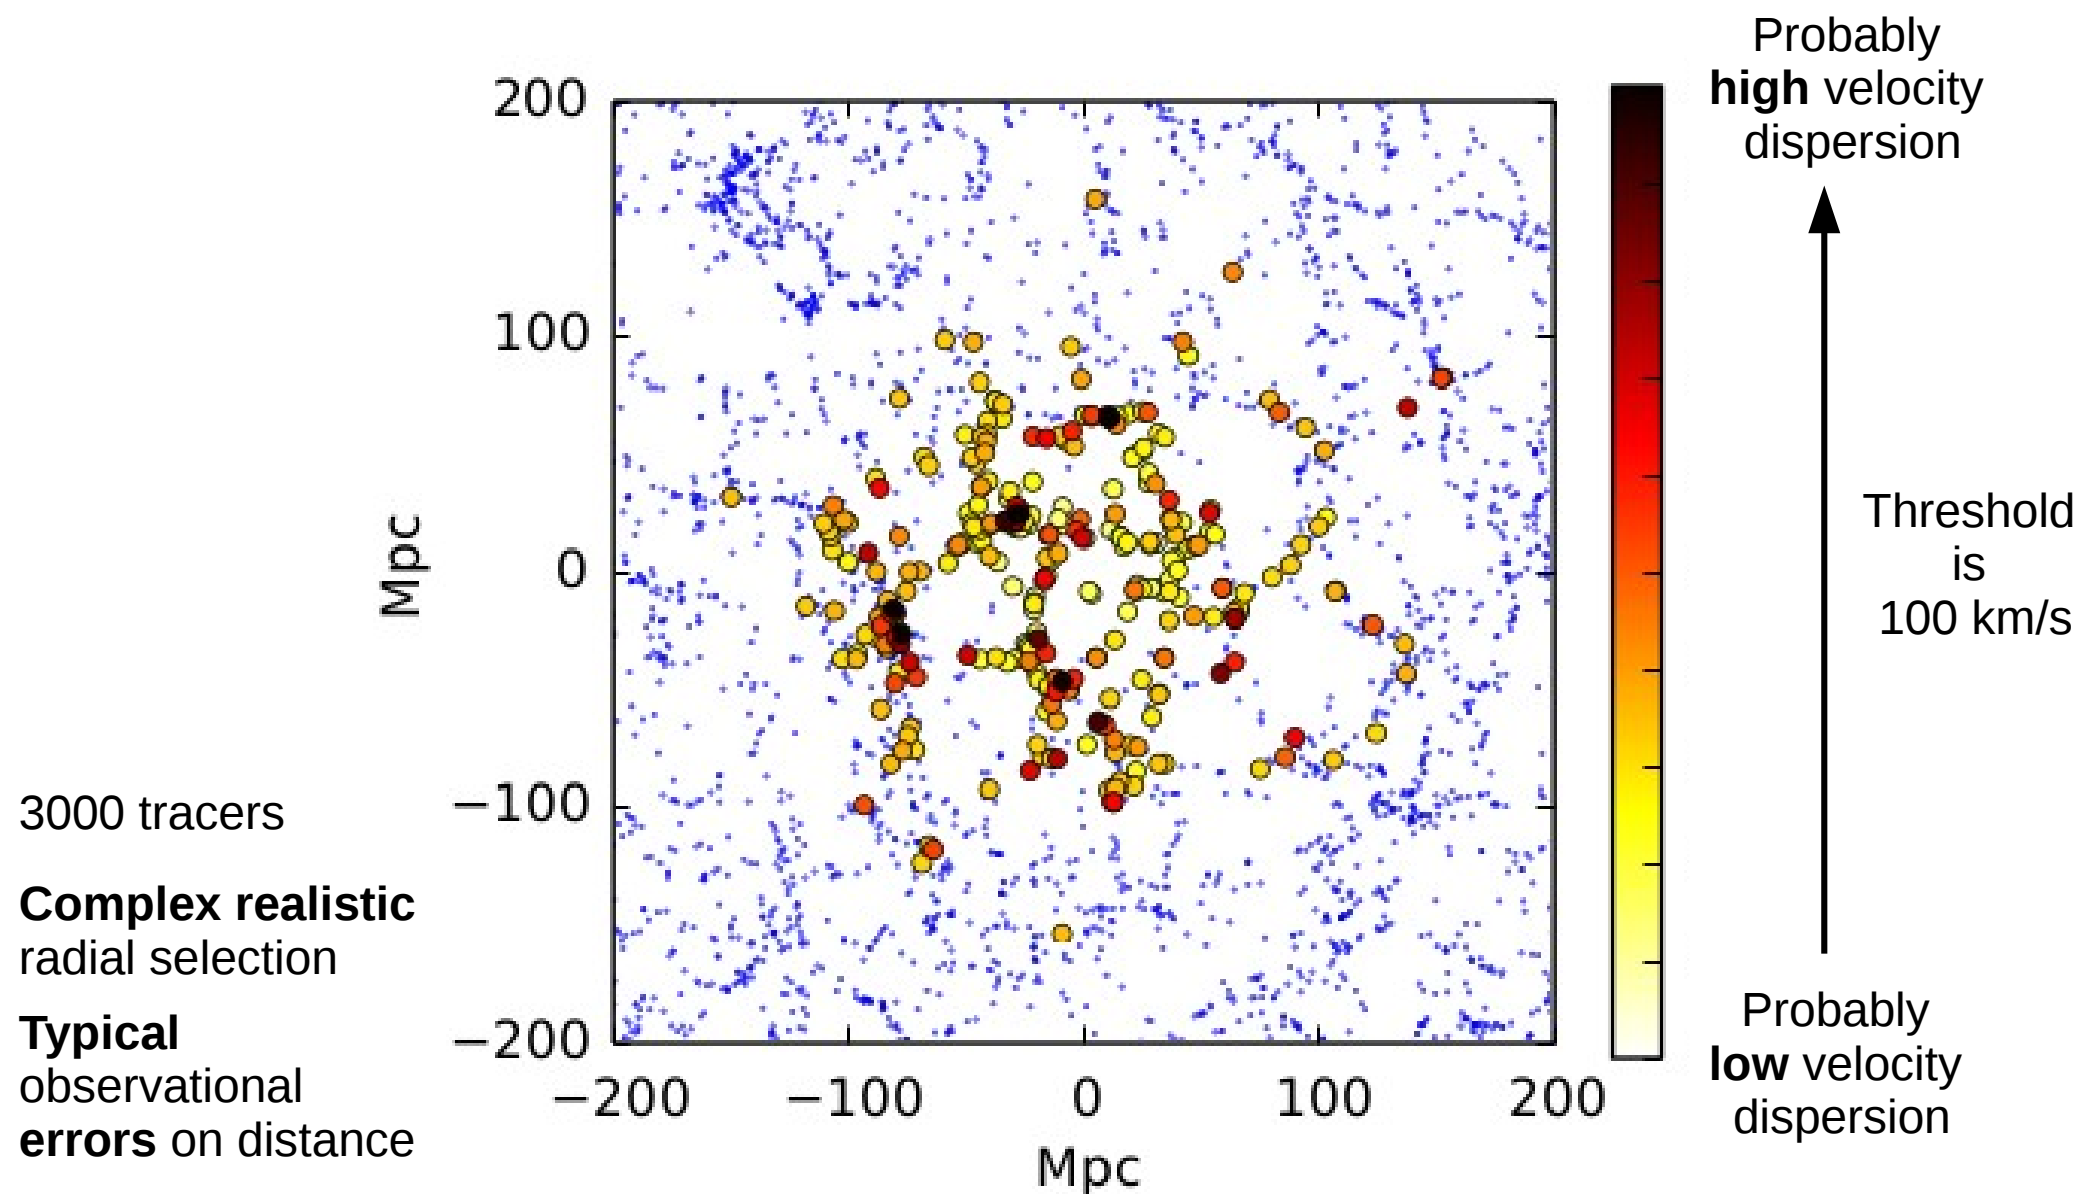 Probably
high velocity
dispersion
200
100
0
−100
−200
Mpc
−200 −100 0 100 200
Mpc
Threshold
is
100 km/s
Probably
low velocity
dispersion
3000 tracers
Complex realistic
radial selection
Typical
observational
errors on distance